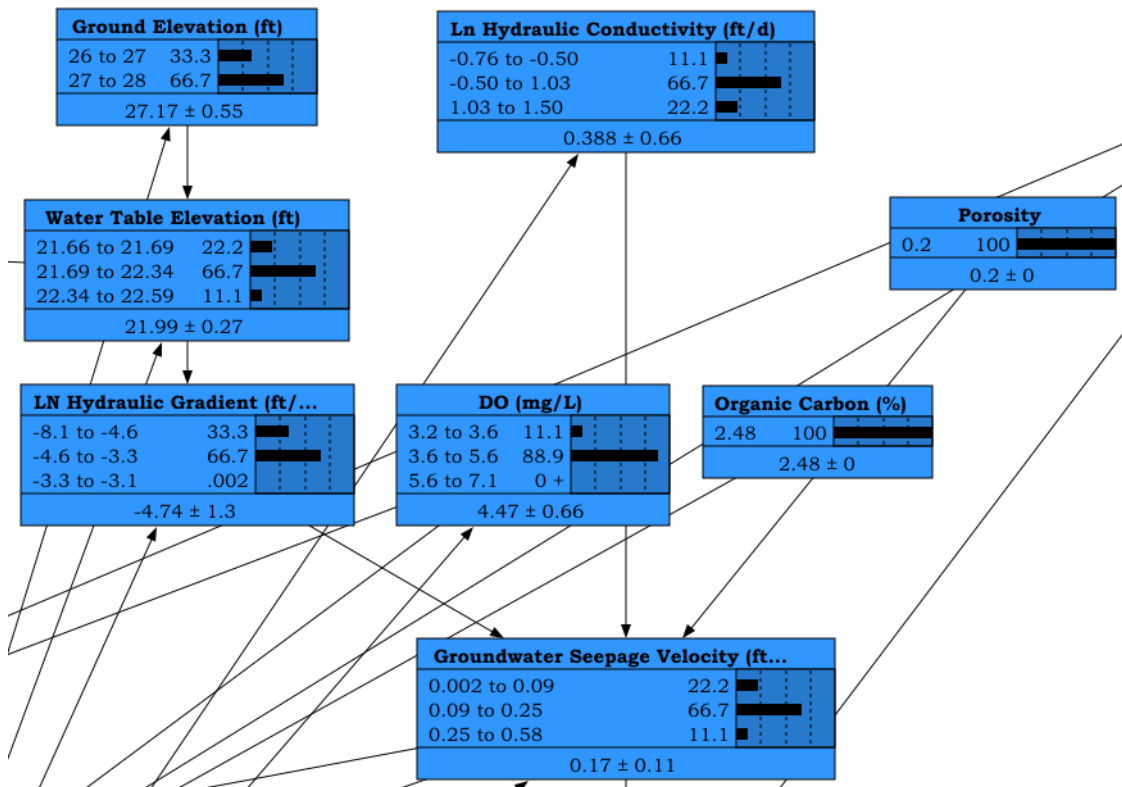 Ground Elevation (ft)
26 to 27 33.3
27 to 28 66.7
27.17 ± 0.55
Ln Hydraulic Conductivity (ft/d)
-0.76 to -0.50 11.1
-0.50 to 1.03 66.7
1.03 to 1.50 22.2
0.388 ± 0.66
Water Table Elevation (ft)
21.66 to 21.69 22.2
21.69 to 22.34 66.7
22.34 to 22.59 11.1
21.99 ± 0.27
Porosity
0.2 100
0.2 ± 0
LN Hydraulic Gradient (ft/...
-8.1 to -4.6 33.3
-4.6 to -3.3 66.7
-3.3 to -3.1 .002
-4.74 ± 1.3
DO (mg/L)
3.2 to 3.6 11.1
3.6 to 5.6 88.9
5.6 to 7.1 0 +
4.47 ± 0.66
Organic Carbon (%)
2.48 100
2.48 ± 0
Groundwater Seepage Velocity (ft...
0.002 to 0.09 22.2
0.09 to 0.25 66.7
0.25 to 0.58 11.1
0.17 ± 0.11